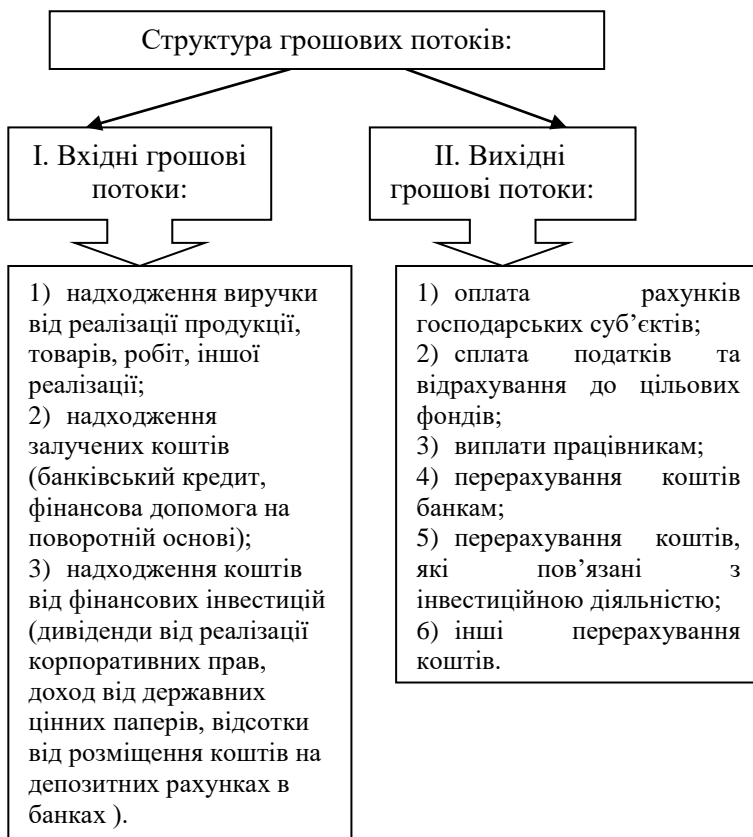 Структура грошових потоків:
І. Вхідні грошові
потоки:
ІІ. Вихідні
грошові потоки:
1) надходження виручки
від реалізації продукції,
товарів, робіт, іншої
реалізації;
2) надходження
залучених коштів
(банківський кредит,
фінансова допомога на
поворотній основі);
3) надходження коштів
від фінансових інвестицій
(дивіденди від реалізації
корпоративних прав,
доход від державних
цінних паперів, відсотки
від розміщення коштів на
депозитних рахунках в
банках ).
1) оплата рахунків
господарських суб’єктів;
2) сплата податків та
відрахування до цільових
фондів;
3) виплати працівникам;
4) перерахування коштів
банкам;
5) перерахування коштів,
які пов’язані з
інвестиційною діяльністю;
6) інші перерахування
коштів.